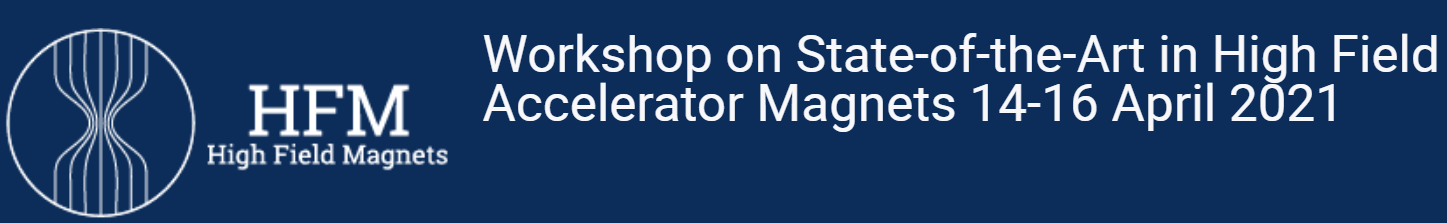 HFM
High Field Magnets
Workshop on State-of-the-Art in High Field
Accelerator Magnets 14-16 April 2021